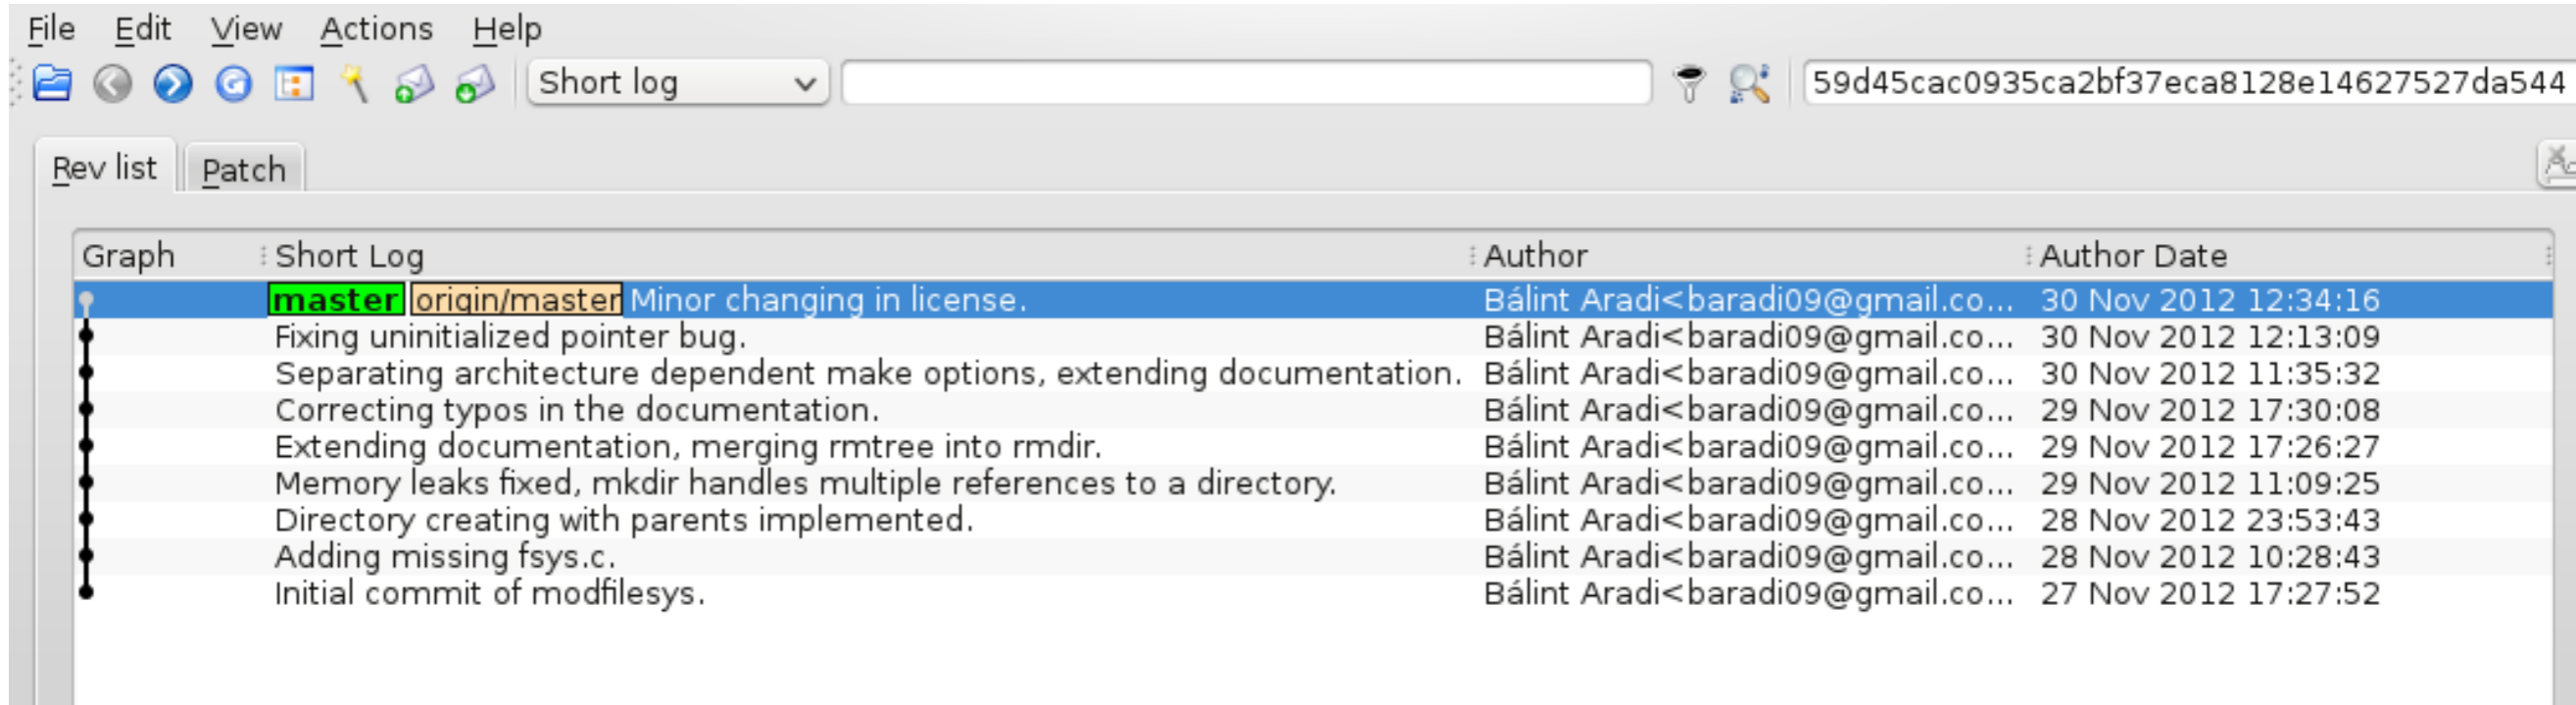 File Edit View Actions Help
Short log 59d45cac0935ca2bf37eca8128e14627527da544
Rev list Patch
Graph Short Log Author Author Date
master origin/master Minor changing in license. Bálint Aradi<baradi09@gmail.co... 30 Nov 2012 12:34:16
Fixing uninitialized pointer bug. Bálint Aradi<baradi09@gmail.co... 30 Nov 2012 12:13:09
Separating architecture dependent make options, extending documentation. Bálint Aradi<baradi09@gmail.co... 30 Nov 2012 11:35:32
Correcting typos in the documentation. Bálint Aradi<baradi09@gmail.co... 29 Nov 2012 17:30:08
Extending documentation, merging rmtree into rmdir. Bálint Aradi<baradi09@gmail.co... 29 Nov 2012 17:26:27
Memory leaks fixed, mkdir handles multiple references to a directory. Bálint Aradi<baradi09@gmail.co... 29 Nov 2012 11:09:25
Directory creating with parents implemented. Bálint Aradi<baradi09@gmail.co... 28 Nov 2012 23:53:43
Adding missing fsys.c. Bálint Aradi<baradi09@gmail.co... 28 Nov 2012 10:28:43
Initial commit of modfilesys. Bálint Aradi<baradi09@gmail.co... 27 Nov 2012 17:27:52